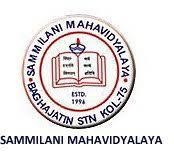 SAMMILANI MAHAVIDYALAYA
ESTD.
1996
BAGHAJATIN STN KOL-75
SAMMILANI MAHAVIDYALAYA